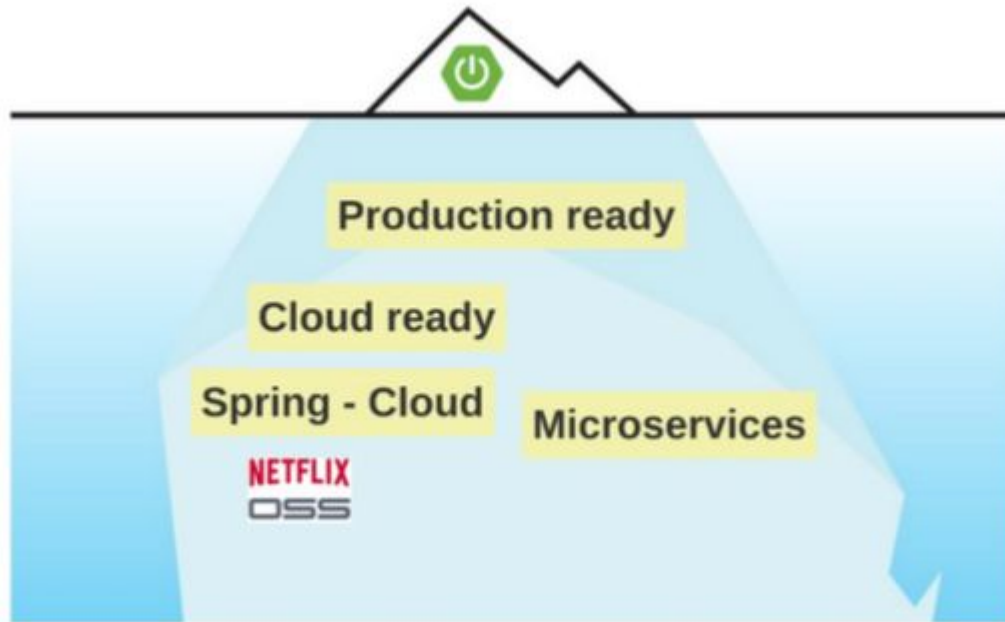 Production ready
Cloud ready
Spring - Cloud
Microservices
NETFLIX
OSS